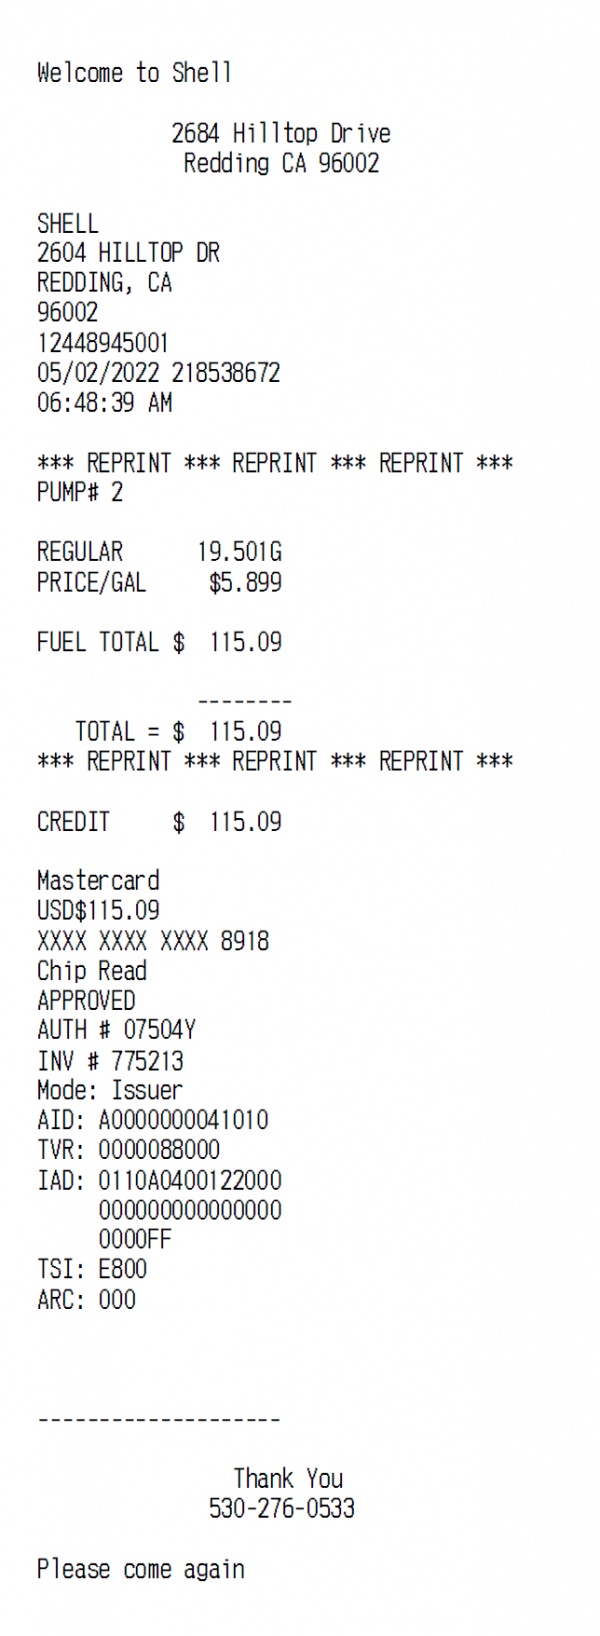 Welcome to Shell
2684 Hilltop Drive
Redding CA 96002
SHELL
2604 HILLTOP DR
REDDING, CA
96002
12448945001
05/02/2022 218538672
06:48:39 AM
*** REPRINT *** REPRINT *** REPRINT ***
PUMP# 2
REGULAR 19.501G
PRICE/GAL $5.899
FUEL TOTAL $ 115.09
--------
TOTAL = $ 115.09
*** REPRINT *** REPRINT *** REPRINT ***
CREDIT $ 115.09
Mastercard
USD$115.09
XXXX XXXX XXXX 8918
Chip Read
APPROVED
AUTH # 07504Y
INV # 775213
Mode: Issuer
AID: A0000000041010
TVR: 0000088000
IAD: 0110A0400122000
000000000000000
0000FF
TSI: E800
ARC: 000
--------------------
Thank You
530-276-0533
Please come again